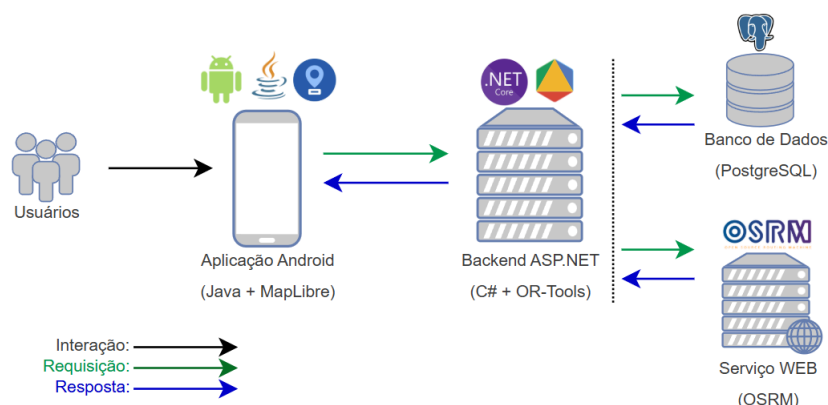 .NET
Core
Usuários
Aplicação Android
(Java + MapLibre)
Backend ASP.NET
(C# + OR-Tools)
Banco de Dados
(PostgreSQL)
OSRM
Serviço WEB
(OSRM)
Interação:
Requisição:
Resposta: